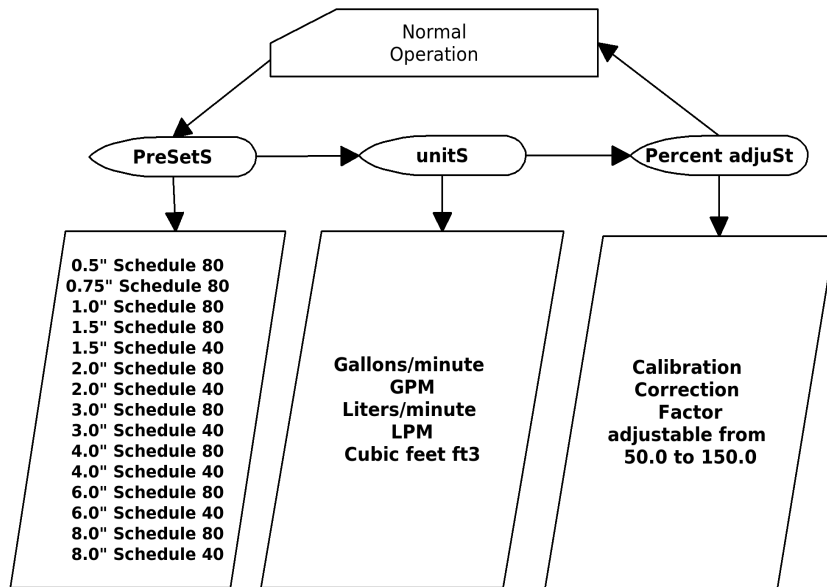 Normal
Operation
PreSetS
unitS
Percent adjuSt
0.5" Schedule 80
0.75" Schedule 80
1.0" Schedule 80
1.5" Schedule 80
1.5" Schedule 40
2.0" Schedule 80
2.0" Schedule 40
3.0" Schedule 80
3.0" Schedule 40
4.0" Schedule 80
4.0" Schedule 40
6.0" Schedule 80
6.0" Schedule 40
8.0" Schedule 80
8.0" Schedule 40
Gallons/minute
GPM
Liters/minute
LPM
Cubic feet ft3
Calibration
Correction
Factor
adjustable from
50.0 to 150.0